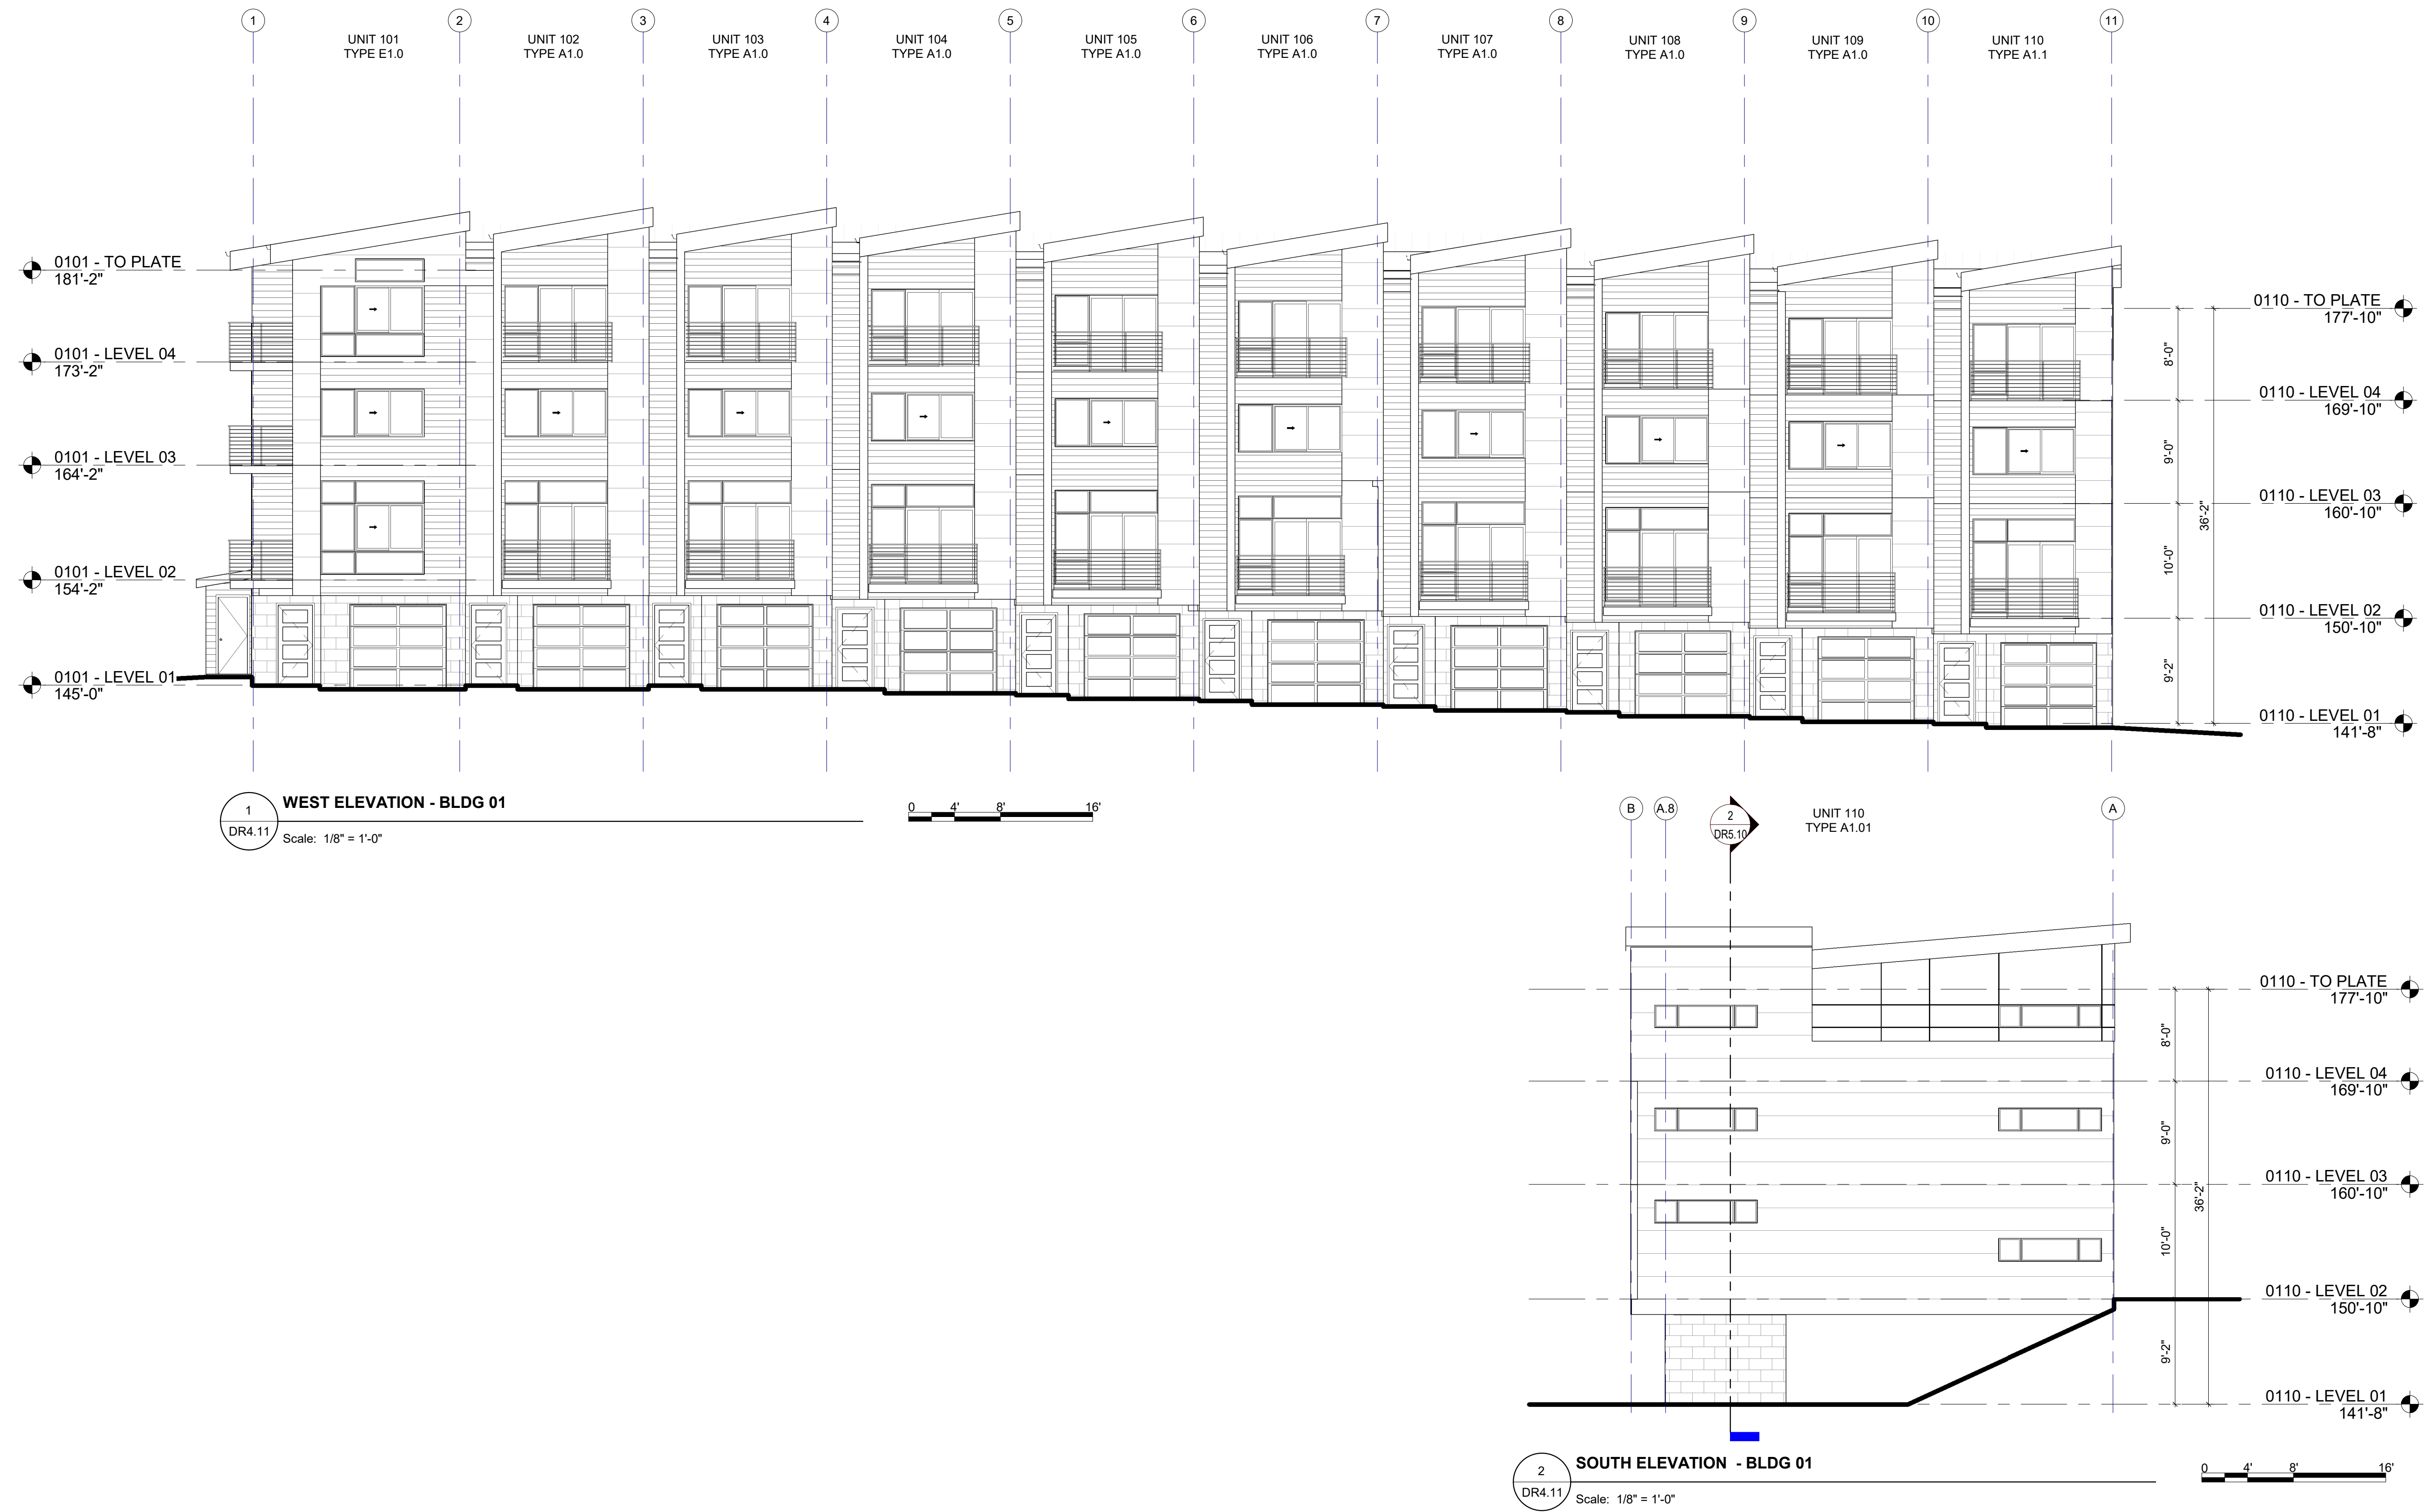 1 2 3 4 5 6 7 8 9 10 11
UNIT 101
TYPE E1.0
UNIT 102
TYPE A1.0
UNIT 103
TYPE A1.0
UNIT 104
TYPE A1.0
UNIT 105
TYPE A1.0
UNIT 106
TYPE A1.0
UNIT 107
TYPE A1.0
UNIT 108
TYPE A1.0
UNIT 109
TYPE A1.0
UNIT 110
TYPE A1.1
0101 - TO PLATE
181'-2"
0101 - LEVEL 04
173'-2"
0101 - LEVEL 03
164'-2"
0101 - LEVEL 02
154'-2"
0101 - LEVEL 01
145'-0"
8'-0"
9'-0"
10'-0"
9'-2"
36'-2"
0110 - TO PLATE
177'-10"
0110 - LEVEL 04
169'-10"
0110 - LEVEL 03
160'-10"
0110 - LEVEL 02
150'-10"
0110 - LEVEL 01
141'-8"
1
DR4.11
WEST ELEVATION - BLDG 01
Scale: 1/8" = 1'-0"
0 4' 8' 16'
B A.8
2
DR5.10
UNIT 110
TYPE A1.01
A
8'-0"
9'-0"
10'-0"
9'-2"
36'-2"
0110 - TO PLATE
177'-10"
0110 - LEVEL 04
169'-10"
0110 - LEVEL 03
160'-10"
0110 - LEVEL 02
150'-10"
0110 - LEVEL 01
141'-8"
2
DR4.11
SOUTH ELEVATION - BLDG 01
Scale: 1/8" = 1'-0"
0 4' 8' 16'